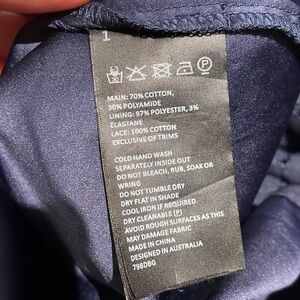 1
MAIN: 70% COTTON,
30% POLYAMIDE
LINING: 97% POLYESTER, 3%
ELASTANE
LACE: 100% COTTON
EXCLUSIVE OF TRIMS
COLD HAND WASH
SEPARATELY INSIDE OUT
DO NOT BLEACH, RUB, SOAK OR
WRING
DO NOT TUMBLE DRY
DRY FLAT IN SHADE
COOL IRON IF REQUIRED
DRY CLEANABLE (P)
AVOID ROUGH SURFACES AS THIS
MAY DAMAGE FABRIC
MADE IN CHINA
DESIGNED IN AUSTRALIA
798DBG